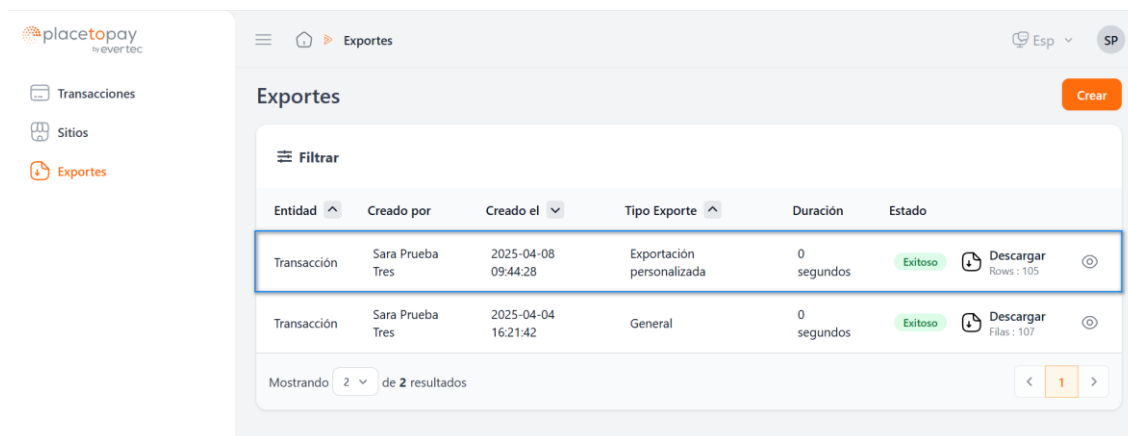 placetopay
by evertec
Exportes
Esp
SP
Transacciones
Sitios
Exportes
Exportes
Crear
Filtrar
Entidad Creado por Creado el Tipo Exporte Duración Estado
Transacción Sara Prueba Tres 2025-04-08 09:44:28 Exportación personalizada 0 segundos Exitoso Descargar Rows : 105
Transacción Sara Prueba Tres 2025-04-04 16:21:42 General 0 segundos Exitoso Descargar Filas : 107
Mostrando 2 de 2 resultados
1